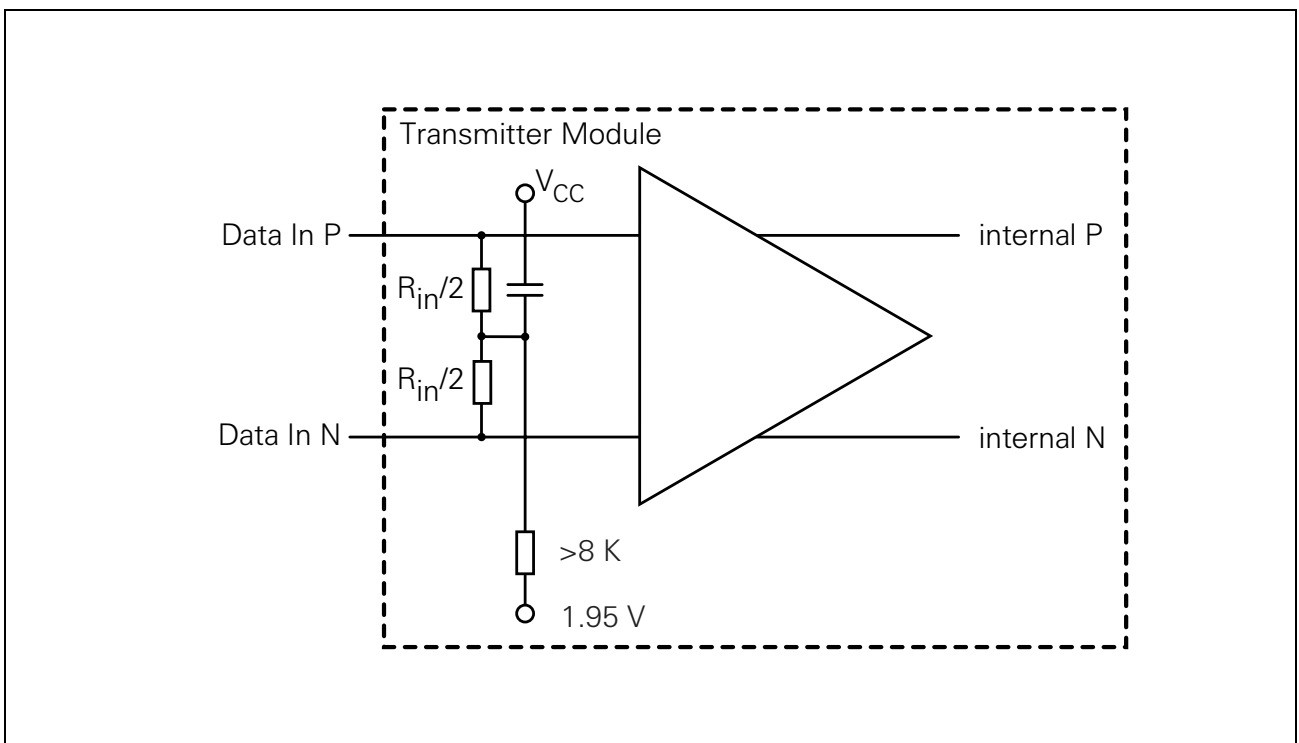 Transmitter Module
VCC
Data In P
internal P
Rin/2
Rin/2
Data In N
internal N
>8 K
1.95 V